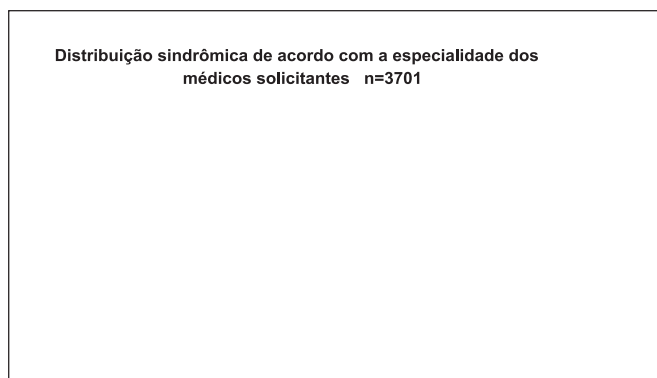 Distribuição sindrômica de acordo com a especialidade dos
médicos solicitantes n=3701